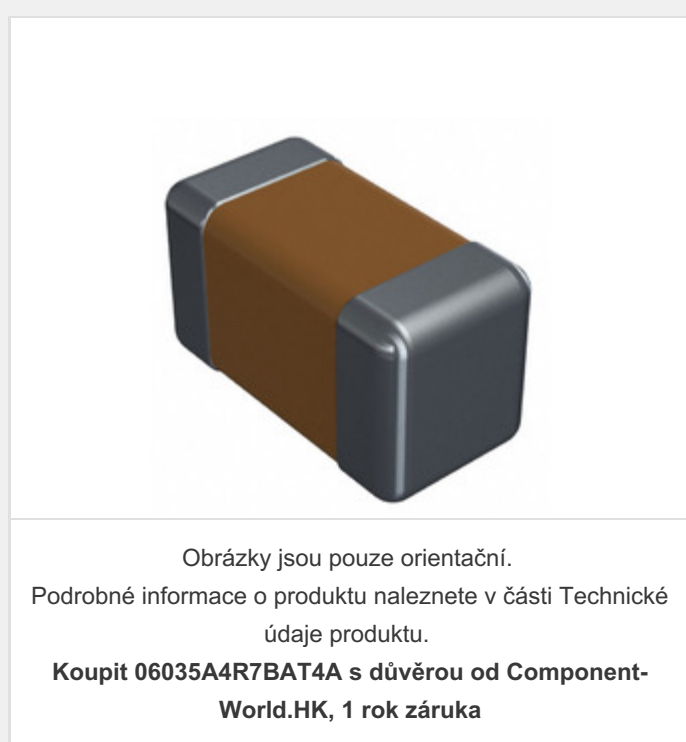 Obrázky jsou pouze orientační.
Podrobné informace o produktu naleznete v části Technické
údaje produktu.
Koupit 06035A4R7BAT4A s důvěrou od Component-
World.HK, 1 rok záruka